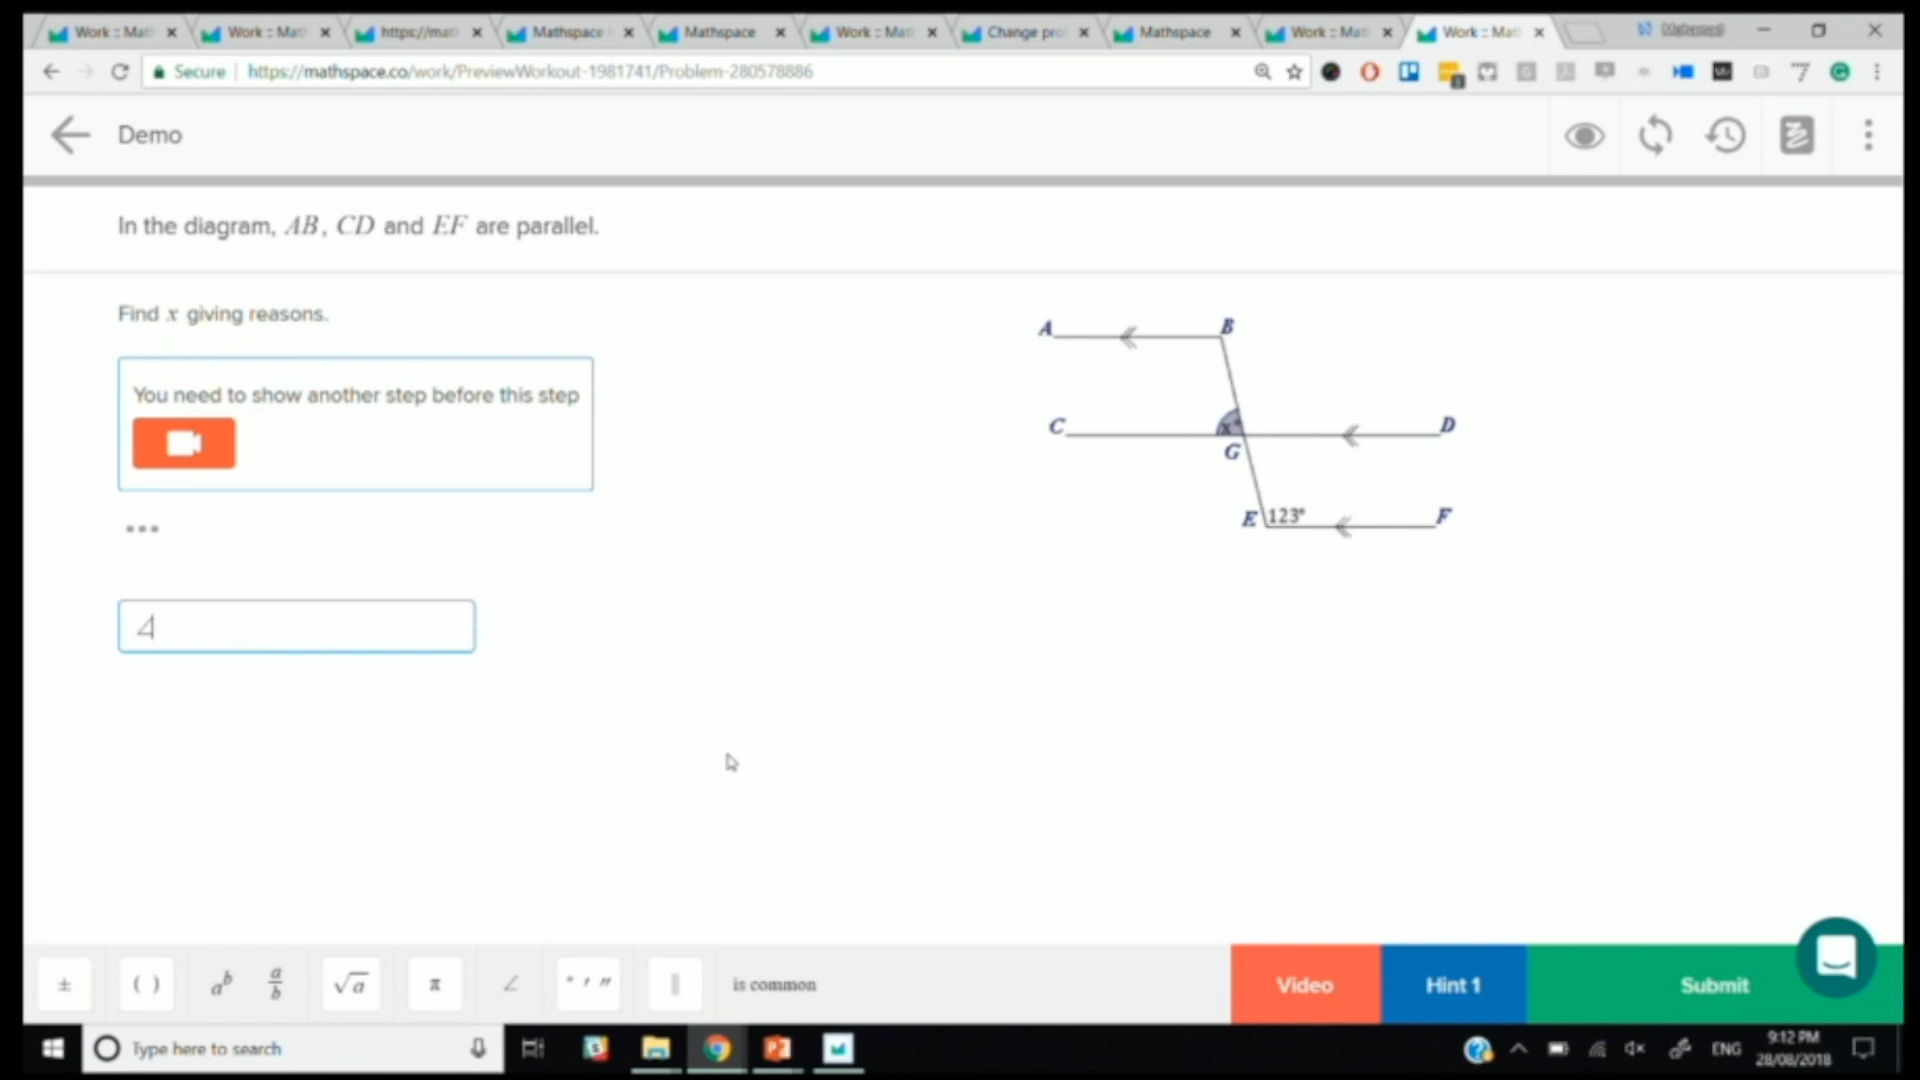 Work :: Mat
Work :: Mat
https://mat
Mathspace
Mathspace
Work :: Mat
Change pro
Mathspace
Work :: Mat
Work :: Mat
Secure
https://mathspace.co/work/PreviewWorkout-1981741/Problem-280578886
Demo
In the diagram, AB, CD and EF are parallel.
Find x giving reasons.
You need to show another step before this step
A
B
C
x°
G
D
E
123°
F
∠
± ( ) a^b a/b √a π ∠ ° ′ ″ || is common
Video
Hint 1
Submit
Type here to search
ENG
9:12 PM
28/08/2018